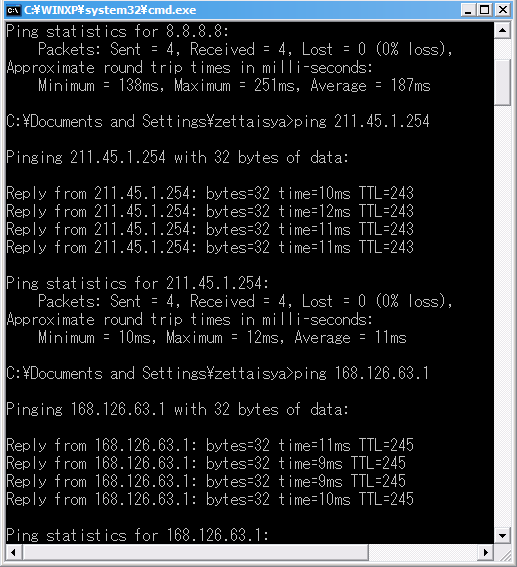 C:¥WINXP¥system32¥cmd.exe
Ping statistics for 8.8.8.8:
    Packets: Sent = 4, Received = 4, Lost = 0 (0% loss),
Approximate round trip times in milli-seconds:
    Minimum = 138ms, Maximum = 251ms, Average = 187ms

C:¥Documents and Settings¥zettaisya>ping 211.45.1.254

Pinging 211.45.1.254 with 32 bytes of data:

Reply from 211.45.1.254: bytes=32 time=10ms TTL=243
Reply from 211.45.1.254: bytes=32 time=12ms TTL=243
Reply from 211.45.1.254: bytes=32 time=11ms TTL=243
Reply from 211.45.1.254: bytes=32 time=11ms TTL=243

Ping statistics for 211.45.1.254:
    Packets: Sent = 4, Received = 4, Lost = 0 (0% loss),
Approximate round trip times in milli-seconds:
    Minimum = 10ms, Maximum = 12ms, Average = 11ms

C:¥Documents and Settings¥zettaisya>ping 168.126.63.1

Pinging 168.126.63.1 with 32 bytes of data:

Reply from 168.126.63.1: bytes=32 time=11ms TTL=245
Reply from 168.126.63.1: bytes=32 time=9ms TTL=245
Reply from 168.126.63.1: bytes=32 time=9ms TTL=245
Reply from 168.126.63.1: bytes=32 time=10ms TTL=245

Ping statistics for 168.126.63.1: